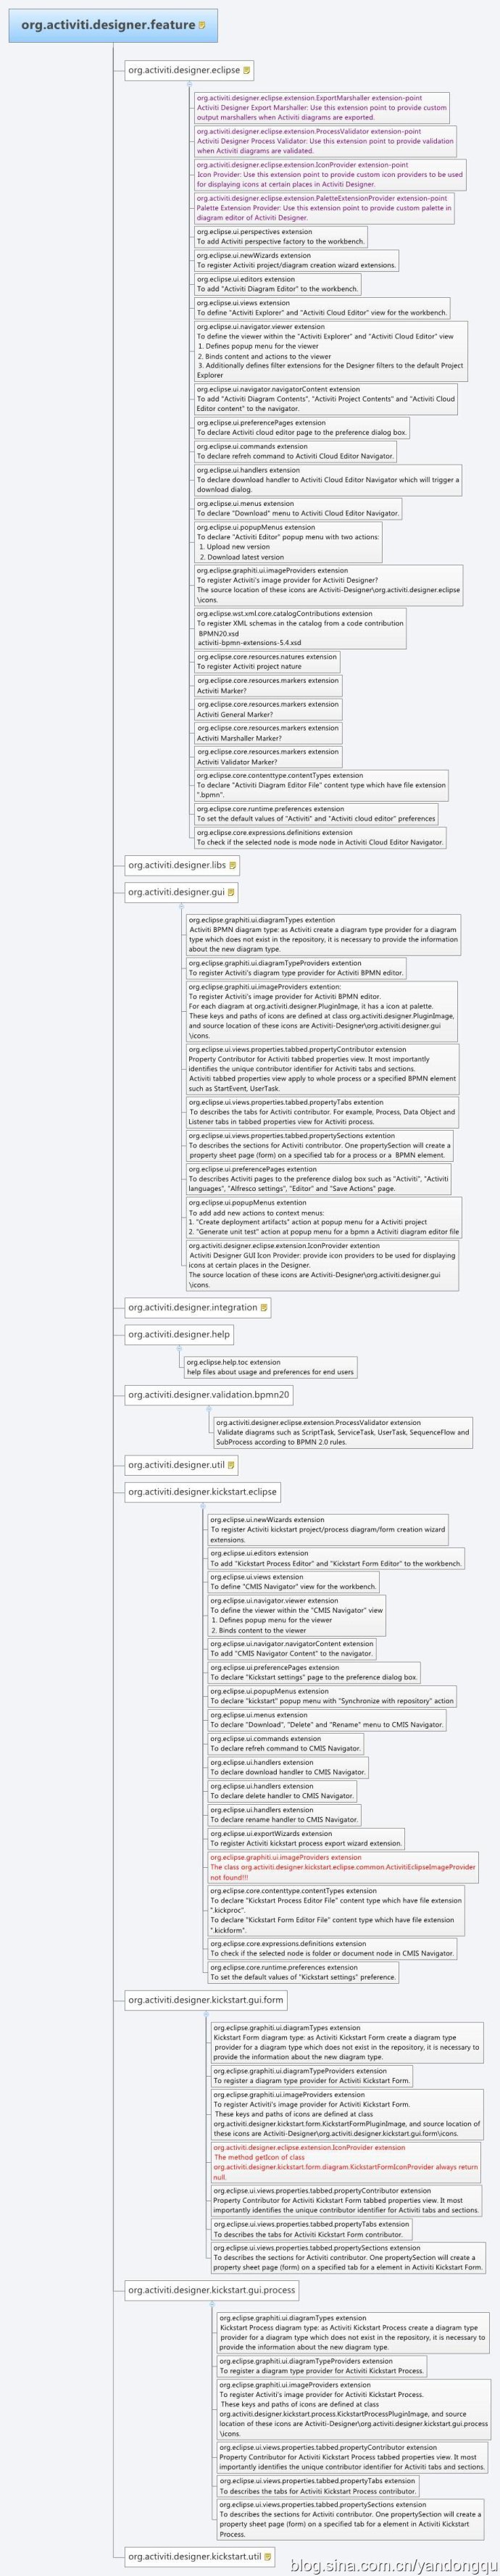 org.activiti.designer.feature
org.activiti.designer.eclipse
org.activiti.designer.eclipse.extension.ExportMarshaller extension-point
Activiti Designer Export Marshaller: Use this extension point to provide custom
output marshallers when Activiti diagrams are exported.
org.activiti.designer.eclipse.extension.ProcessValidator extension-point
Activiti Designer Process Validator: Use this extension point to provide validation
when Activiti diagrams are validated.
org.activiti.designer.eclipse.extension.IconProvider extension-point
Icon Provider: Use this extension point to provide custom icon providers to be used
for displaying icons at certain places in Activiti Designer.
org.activiti.designer.eclipse.extension.PaletteExtensionProvider extension-point
Palette Extension Provider: Use this extension point to provide custom palette in
diagram editor of Activiti Designer.
org.eclipse.ui.perspectives extension
To add Activiti perspective factory to the workbench.
org.eclipse.ui.newWizards extension
To register Activiti project/diagram creation wizard extensions.
org.eclipse.ui.editors extension
To add "Activiti Diagram Editor" to the workbench.
org.eclipse.ui.views extension
To define "Activiti Explorer" and "Activiti Cloud Editor" view for the workbench.
org.eclipse.ui.navigator.viewer extension
To define the viewer within the "Activiti Explorer" and "Activiti Cloud Editor" view
1. Defines popup menu for the viewer
2. Binds content and actions to the viewer
3. Additionally defines filter extensions for the Designer filters to the default Project
Explorer
org.eclipse.ui.navigator.navigatorContent extension
To add "Activiti Diagram Contents", "Activiti Project Contents" and "Activiti Cloud
Editor content" to the navigator.
org.eclipse.ui.preferencePages extension
To declare Activiti cloud editor page to the preference dialog box.
org.eclipse.ui.commands extension
To declare refreh command to Activiti Cloud Editor Navigator.
org.eclipse.ui.handlers extension
To declare download handler to Activiti Cloud Editor Navigator which will trigger a
download dialog.
org.eclipse.ui.menus extension
To declare "Download" menu to Activiti Cloud Editor Navigator.
org.eclipse.ui.popupMenus extension
To declare "Activiti Editor" popup menu with two actions:
1. Upload new version
2. Download latest version
org.eclipse.graphiti.ui.imageProviders extension
To register Activiti's image provider for Activiti Designer?
The source location of these icons are Activiti-Designer\org.activiti.designer.eclipse
\icons.
org.eclipse.wst.xml.core.catalogContributions extension
To register XML schemas in the catalog from a code contribution
BPMN20.xsd
activiti-bpmn-extensions-5.4.xsd
org.eclipse.core.resources.natures extension
To register Activiti project nature
org.eclipse.core.resources.markers extension
Activiti Marker?
org.eclipse.core.resources.markers extension
Activiti General Marker?
org.eclipse.core.resources.markers extension
Activiti Marshaller Marker?
org.eclipse.core.resources.markers extension
Activiti Validator Marker?
org.eclipse.core.contenttype.contentTypes extension
To declare "Activiti Diagram Editor File" content type which have file extension
".bpmn".
org.eclipse.core.runtime.preferences extension
To set the default values of "Activiti" and "Activiti cloud editor" preferences
org.eclipse.core.expressions.definitions extension
To check if the selected node is mode node in Activiti Cloud Editor Navigator.
org.activiti.designer.libs
org.activiti.designer.gui
org.eclipse.graphiti.ui.diagramTypes extention
Activiti BPMN diagram type: as Activiti create a diagram type provider for a diagram
type which does not exist in the repository, it is necessary to provide the information
about the new diagram type.
org.eclipse.graphiti.ui.diagramTypeProviders extention
To register Activiti's diagram type provider for Activiti BPMN editor.
org.eclipse.graphiti.ui.imageProviders extention:
To register Activiti's image provider for Activiti BPMN editor.
For each diagram at org.activiti.designer.PluginImage, it has a icon at palette.
These keys and paths of icons are defined at class org.activiti.designer.PluginImage,
and source location of these icons are Activiti-Designer\org.activiti.designer.gui
\icons.
org.eclipse.ui.views.properties.tabbed.propertyContributor extension
Property Contributor for Activiti tabbed properties view. It most importantly
identifies the unique contributor identifier for Activiti tabs and sections.
Activiti tabbed properties view apply to whole process or a specified BPMN element
such as StartEvent, UserTask.
org.eclipse.ui.views.properties.tabbed.propertyTabs extention
To describes the tabs for Activiti contributor. For example, Process, Data Object and
Listener tabs in tabbed properties view for Activiti process.
org.eclipse.ui.views.properties.tabbed.propertySections extention
To describes the sections for Activiti contributor. One propertySection will create a
property sheet page (form) on a specified tab for a process or a BPMN element.
org.eclipse.ui.preferencePages extention
To describes Activiti pages to the preference dialog box such as "Activiti", "Activiti
languages", "Alfresco settings", "Editor" and "Save Actions" page.
org.eclipse.ui.popupMenus extention
To add add new actions to context menus:
1. "Create deployment artifacts" action at popup menu for a Activiti project
2. "Generate unit test" action at popup menu for a bpmn a Activiti diagram editor file
org.activiti.designer.eclipse.extension.IconProvider extention
Activiti Designer GUI Icon Provider: provide icon providers to be used for displaying
icons at certain places in the Designer.
The source location of these icons are Activiti-Designer\org.activiti.designer.gui
\icons.
org.activiti.designer.integration
org.activiti.designer.help
org.eclipse.help.toc extension
help files about usage and preferences for end users
org.activiti.designer.validation.bpmn20
org.activiti.designer.eclipse.extension.ProcessValidator extension
Validate diagrams such as ScriptTask, ServiceTask, UserTask, SequenceFlow and
SubProcess according to BPMN 2.0 rules.
org.activiti.designer.util
org.activiti.designer.kickstart.eclipse
org.eclipse.ui.newWizards extension
To register Activiti kickstart project/process diagram/form creation wizard
extensions.
org.eclipse.ui.editors extension
To add "Kickstart Process Editor" and "Kickstart Form Editor" to the workbench.
org.eclipse.ui.views extension
To define "CMIS Navigator" view for the workbench.
org.eclipse.ui.navigator.viewer extension
To define the viewer within the "CMIS Navigator" view
1. Defines popup menu for the viewer
2. Binds content to the viewer
org.eclipse.ui.navigator.navigatorContent extension
To add "CMIS Navigator Content" to the navigator.
org.eclipse.ui.preferencePages extension
To declare "Kickstart settings" page to the preference dialog box.
org.eclipse.ui.popupMenus extension
To declare "kickstart" popup menu with "Synchronize with repository" action
org.eclipse.ui.menus extension
To declare "Download", "Delete" and "Rename" menu to CMIS Navigator.
org.eclipse.ui.commands extension
To declare refreh command to CMIS Navigator.
org.eclipse.ui.handlers extension
To declare download handler to CMIS Navigator.
org.eclipse.ui.handlers extension
To declare delete handler to CMIS Navigator.
org.eclipse.ui.handlers extension
To declare rename handler to CMIS Navigator.
org.eclipse.ui.exportWizards extension
To register Activiti kickstart process export wizard extension.
org.eclipse.graphiti.ui.imageProviders extension
The class org.activiti.designer.kickstart.eclipse.common.ActivitiEclipseImageProvider
not found!!!
org.eclipse.core.contenttype.contentTypes extension
To declare "Kickstart Process Editor File" content type which have file extension
".kickproc".
To declare "Kickstart Form Editor File" content type which have file extension
".kickform".
org.eclipse.core.expressions.definitions extension
To check if the selected node is folder or document node in CMIS Navigator.
org.eclipse.core.runtime.preferences extension
To set the default values of "Kickstart settings" preference.
org.activiti.designer.kickstart.gui.form
org.eclipse.graphiti.ui.diagramTypes extension
Kickstart Form diagram type: as Activiti Kickstart Form create a diagram type
provider for a diagram type which does not exist in the repository, it is necessary to
provide the information about the new diagram type.
org.eclipse.graphiti.ui.diagramTypeProviders extension
To register a diagram type provider for Activiti Kickstart Form.
org.eclipse.graphiti.ui.imageProviders extension
To register Activiti's image provider for Activiti Kickstart Form.
These keys and paths of icons are defined at class
org.activiti.designer.kickstart.form.KickstartFormPluginImage, and source location of
these icons are Activiti-Designer\org.activiti.designer.kickstart.gui.form\icons.
org.activiti.designer.eclipse.extension.IconProvider extension
The method getIcon of class
org.activiti.designer.kickstart.form.diagram.KickstartFormIconProvider always return
null.
org.eclipse.ui.views.properties.tabbed.propertyContributor extension
Property Contributor for Activiti Kickstart Form tabbed properties view. It most
importantly identifies the unique contributor identifier for Activiti tabs and sections.
org.eclipse.ui.views.properties.tabbed.propertyTabs extension
To describes the tabs for Activiti Kickstart Form contributor.
org.eclipse.ui.views.properties.tabbed.propertySections extension
To describes the sections for Activiti contributor. One propertySection will create a
property sheet page (form) on a specified tab for a element in Activiti Kickstart Form.
org.activiti.designer.kickstart.gui.process
org.eclipse.graphiti.ui.diagramTypes extension
Kickstart Process diagram type: as Activiti Kickstart Process create a diagram type
provider for a diagram type which does not exist in the repository, it is necessary to
provide the information about the new diagram type.
org.eclipse.graphiti.ui.diagramTypeProviders extension
To register a diagram type provider for Activiti Kickstart Process.
org.eclipse.graphiti.ui.imageProviders extension
To register Activiti's image provider for Activiti Kickstart Process.
These keys and paths of icons are defined at class
org.activiti.designer.kickstart.process.KickstartProcessPluginImage, and source
location of these icons are Activiti-Designer\org.activiti.designer.kickstart.gui.process
\icons.
org.eclipse.ui.views.properties.tabbed.propertyContributor extension
Property Contributor for Activiti Kickstart Process tabbed properties view. It most
importantly identifies the unique contributor identifier for Activiti tabs and sections.
org.eclipse.ui.views.properties.tabbed.propertyTabs extension
To describes the tabs for Activiti Kickstart Process contributor.
org.eclipse.ui.views.properties.tabbed.propertySections extension
To describes the sections for Activiti contributor. One propertySection will create a
property sheet page (form) on a specified tab for a element in Activiti Kickstart
Process.
org.activiti.designer.kickstart.util
blog.sina.com.cn/yandongqu